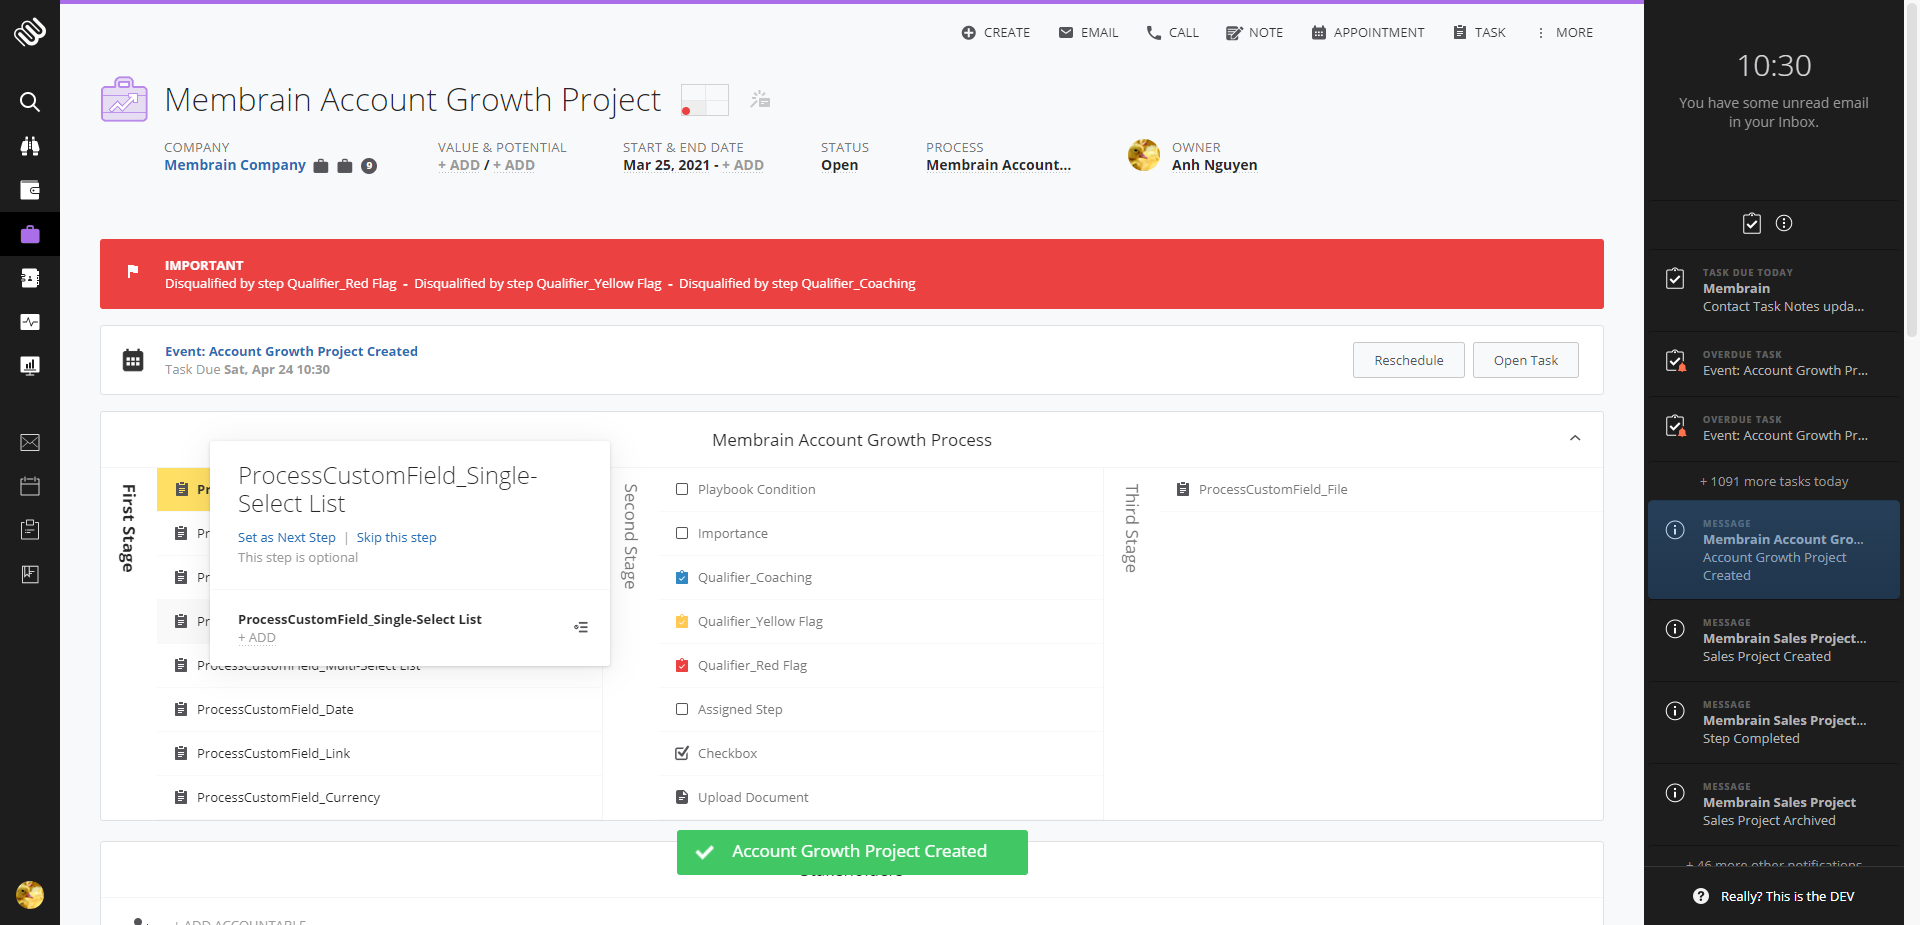 CREATE
EMAIL
CALL
NOTE
APPOINTMENT
TASK
MORE
Membrain Account Growth Project
COMPANY
Membrain Company
9
VALUE & POTENTIAL
+ ADD / + ADD
START & END DATE
Mar 25, 2021 - + ADD
STATUS
Open
PROCESS
Membrain Account...
OWNER
Anh Nguyen
IMPORTANT
Disqualified by step Qualifier_Red Flag - Disqualified by step Qualifier_Yellow Flag - Disqualified by step Qualifier_Coaching
Event: Account Growth Project Created
Task Due Sat, Apr 24 10:30
Reschedule
Open Task
Membrain Account Growth Process
First Stage
Pr
Pr
Pr
Pr
ProcessCustomField_Multi-Select List
ProcessCustomField_Date
ProcessCustomField_Link
ProcessCustomField_Currency
ProcessCustomField_Single-
Select List
Set as Next Step | Skip this step
This step is optional
ProcessCustomField_Single-Select List
+ ADD
Second Stage
Playbook Condition
Importance
Qualifier_Coaching
Qualifier_Yellow Flag
Qualifier_Red Flag
Assigned Step
Checkbox
Upload Document
Third Stage
ProcessCustomField_File
Account Growth Project Created
Stakeholders
+ ADD ACCOUNTABLE
10:30
You have some unread email
in your Inbox.
TASK DUE TODAY
Membrain
Contact Task Notes upda...
OVERDUE TASK
Event: Account Growth Pr...
OVERDUE TASK
Event: Account Growth Pr...
+ 1091 more tasks today
MESSAGE
Membrain Account Gro...
Account Growth Project
Created
MESSAGE
Membrain Sales Project...
Sales Project Created
MESSAGE
Membrain Sales Project...
Step Completed
MESSAGE
Membrain Sales Project
Sales Project Archived
+ 46 more other notifications
Really? This is the DEV